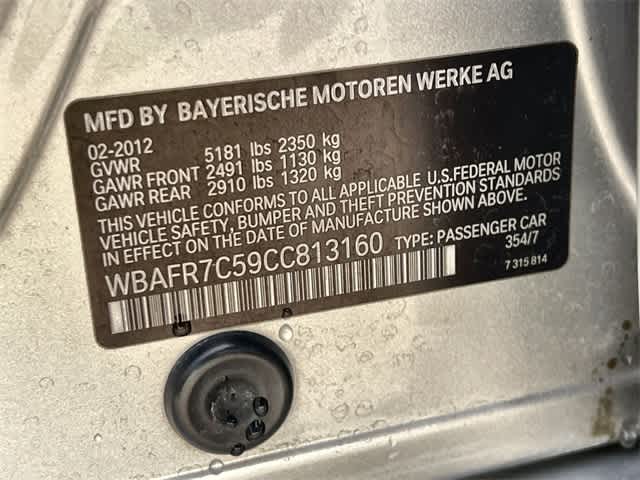 MFD BY BAYERISCHE MOTOREN WERKE AG
02-2012
GVWR 5181 lbs 2350 kg
GAWR FRONT 2491 lbs 1130 kg
GAWR REAR 2910 lbs 1320 kg
THIS VEHICLE CONFORMS TO ALL APPLICABLE U.S.FEDERAL MOTOR
VEHICLE SAFETY, BUMPER AND THEFT PREVENTION STANDARDS
IN EFFECT ON THE DATE OF MANUFACTURE SHOWN ABOVE.
WBAFR7C59CC813160 TYPE: PASSENGER CAR
354/7
7 315 814